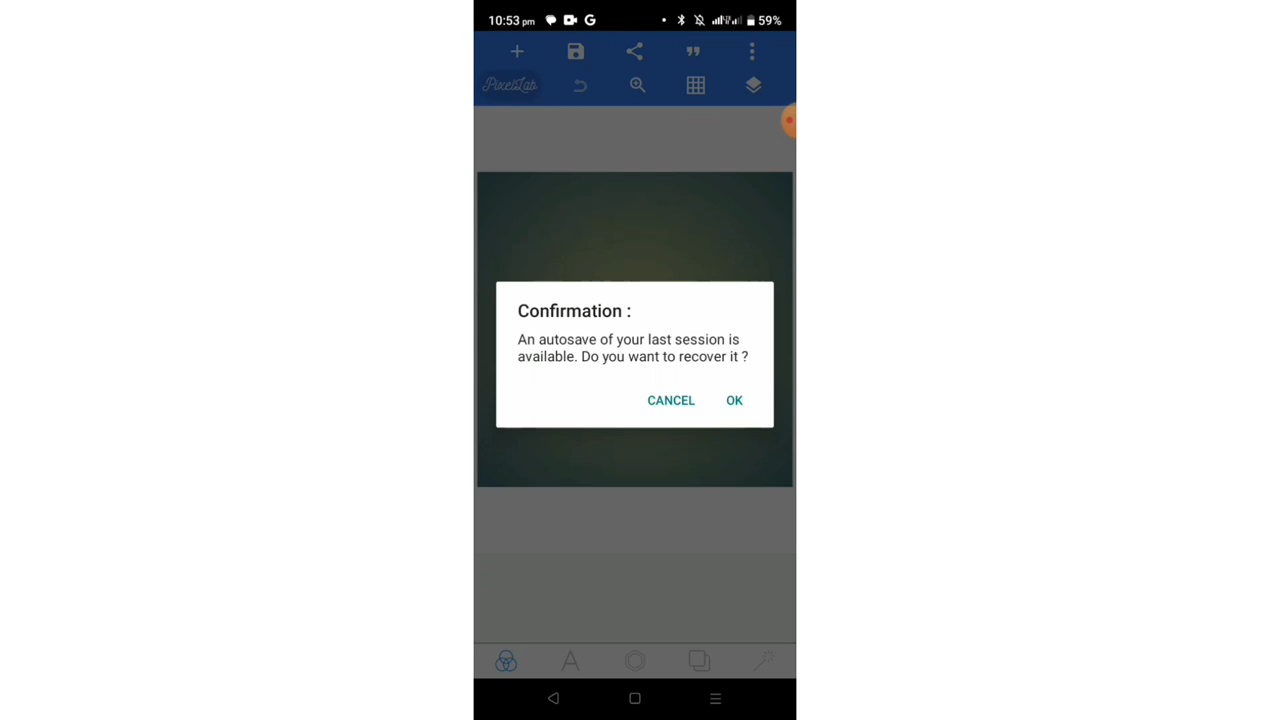 10:53 pm
59%
PixelLab
Confirmation :
An autosave of your last session is
available. Do you want to recover it ?
CANCEL
OK